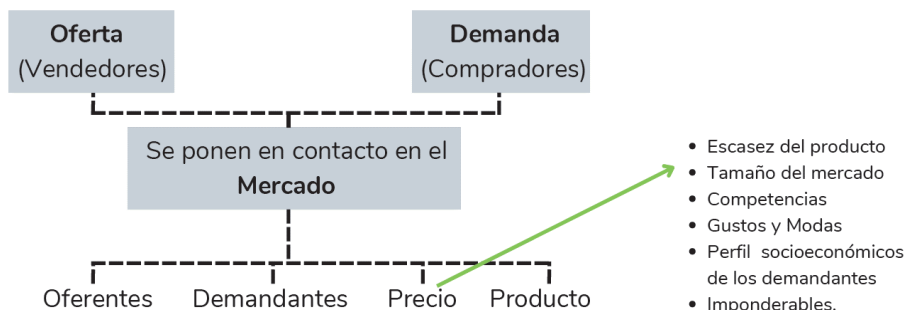 Oferta
(Vendedores)
Demanda
(Compradores)
Se ponen en contacto en el
Mercado
Oferentes
Demandantes
Precio
Producto
• Escasez del producto
• Tamaño del mercado
• Competencias
• Gustos y Modas
• Perfil socioeconómicos
de los demandantes
• Imponderables.